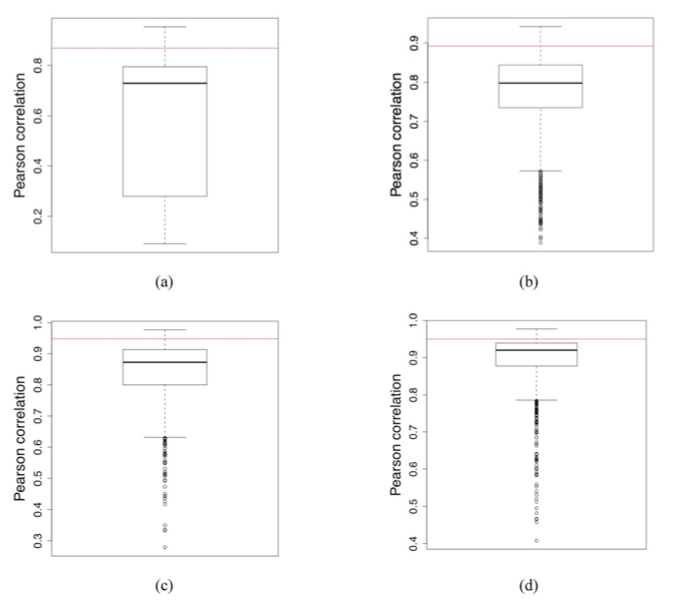 Pearson correlation
0.2 0.4 0.6 0.8
(a)
Pearson correlation
0.4 0.5 0.6 0.7 0.8 0.9
(b)
Pearson correlation
0.3 0.4 0.5 0.6 0.7 0.8 0.9 1.0
(c)
Pearson correlation
0.4 0.5 0.6 0.7 0.8 0.9 1.0
(d)